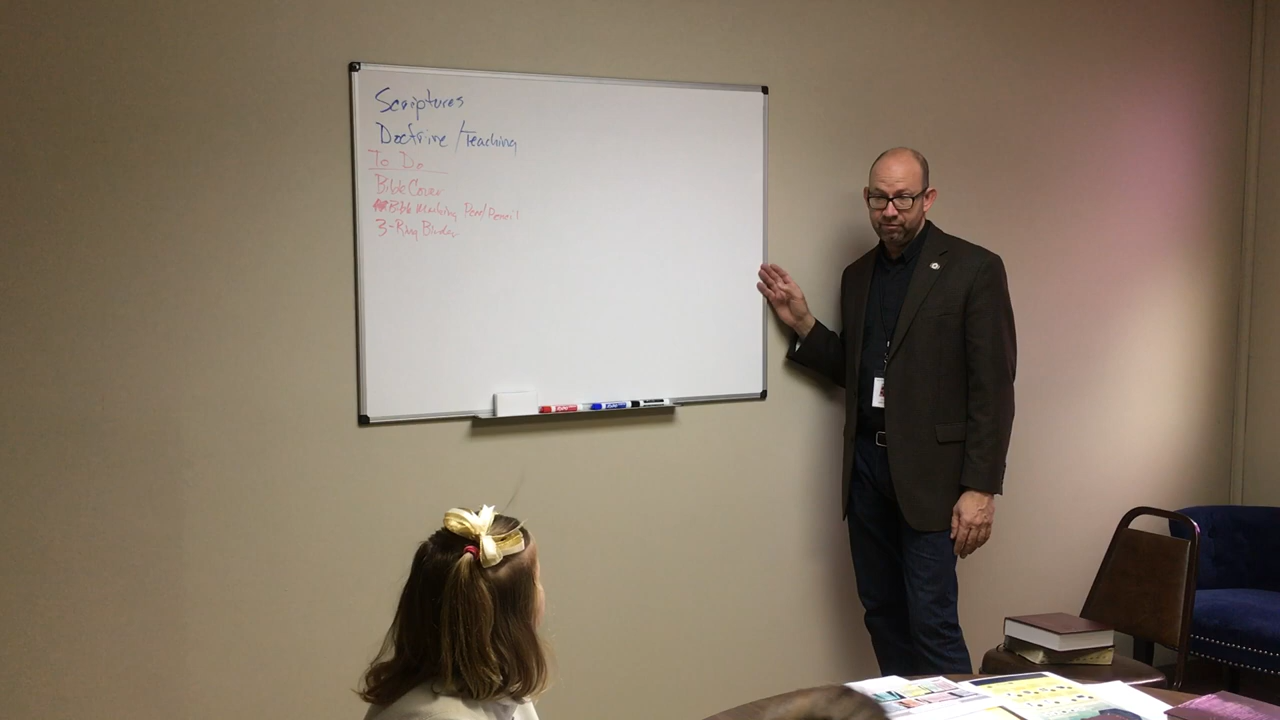 Scriptures
Doctrine / Teaching
To Do
Bible Cover
Bible Marking Pen/Pencil
3-Ring Binder